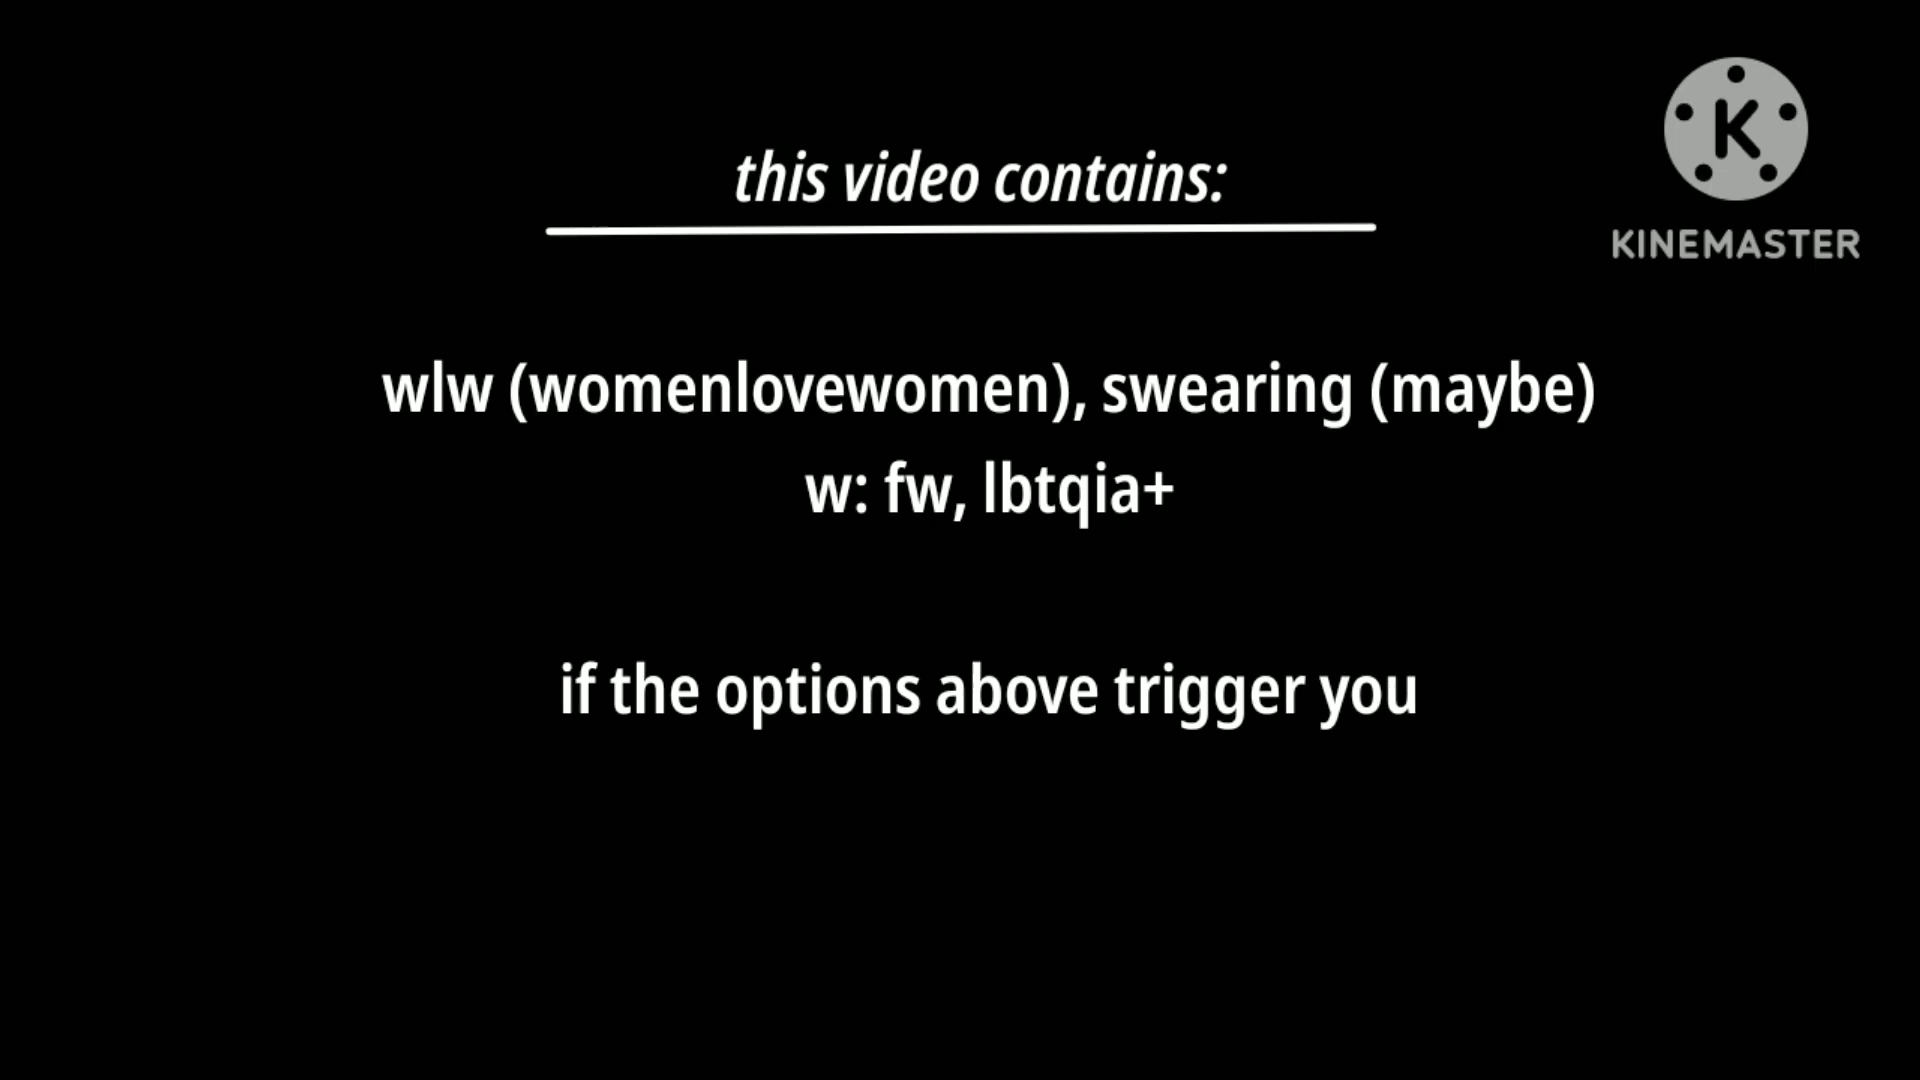 this video contains:
K
KINEMASTER
wlw (womenlovewomen), swearing (maybe)
w: fw, lbtqia+
if the options above trigger you